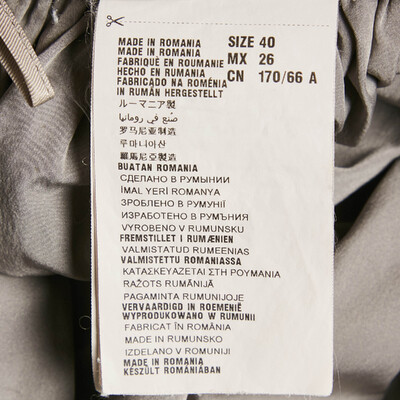 MADE IN ROMANIA
MADE IN ROMANIA
FABRIQUÉ EN ROUMANIE
HECHO EN RUMANIA
FABRICADO NA ROMÉNIA
IN RUMÄN HERGESTELLT
SIZE 40
MX 26
CN 170/66 A
ルーマニア製
صُنع في رومانيا
罗马尼亚制造
루마니아산
羅馬尼亞製造
BUATAN ROMANIA
СДЕЛАНО В РУМЫНИИ
İMAL YERİ ROMANYA
ЗРОБЛЕНО В РУМУНІЇ
ИЗРАБОТЕНО В РУМЪНИЯ
VYROBENO V RUMUNSKU
FREMSTILLET I RUMÆNIEN
VALMISTATUD RUMEENIAS
VALMISTETTU ROMANIASSA
ΚΑΤΑΣΚΕΥΑΖΕΤΑΙ ΣΤΗ ΡΟΥΜΑΝΙΑ
RAŽOTS RUMĀNIJĀ
PAGAMINTA RUMUNIJOJE
VERVAARDIGD IN ROEMENIË
WYPRODUKOWANO W RUMUNII
FABRICAT ÎN ROMÂNIA
MADE IN RUMUNSKO
IZDELANO V ROMUNIJI
MADE IN ROMANIA
KÉSZÜLT ROMÁNIÁBAN